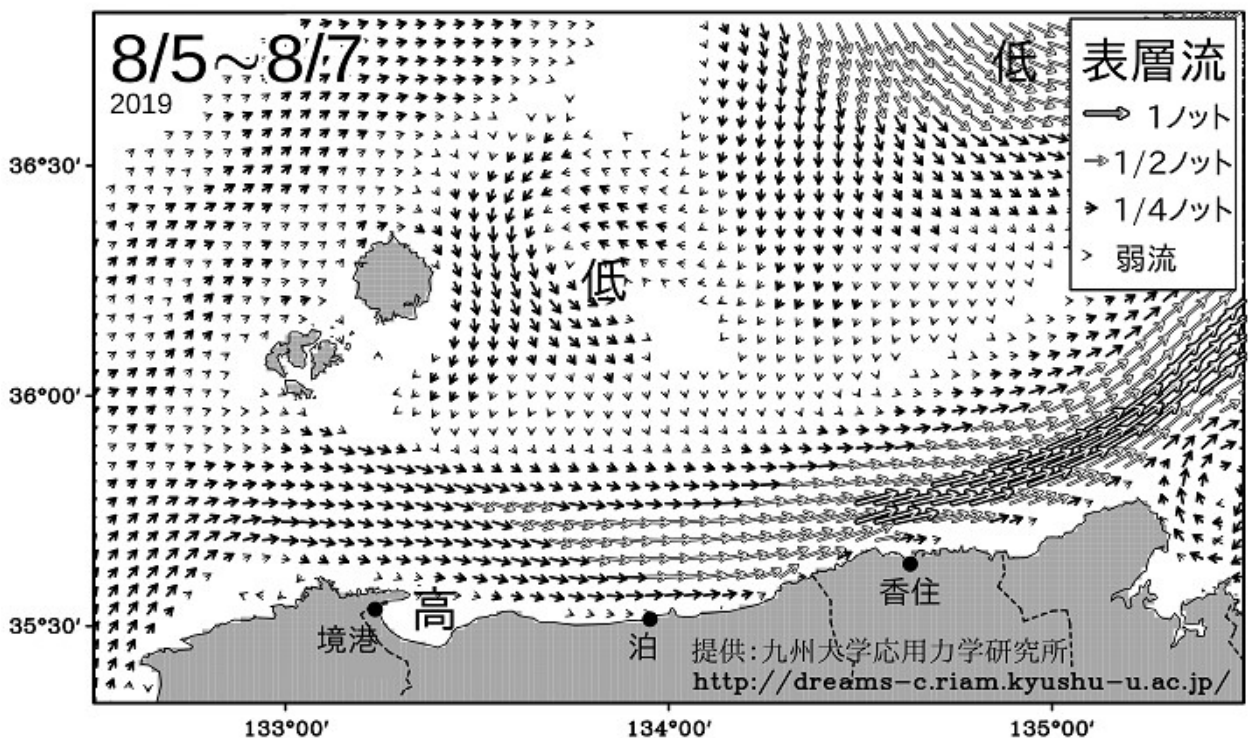 8/5～8/7
2019
低
表層流
1ノット
1/2ノット
1/4ノット
弱流
36°30′
低
36°00′
35°30′
境港
高
泊
香住
提供:九州大学応用力学研究所
http://dreams-c.riam.kyushu-u.ac.jp/
133°00′
134°00′
135°00′